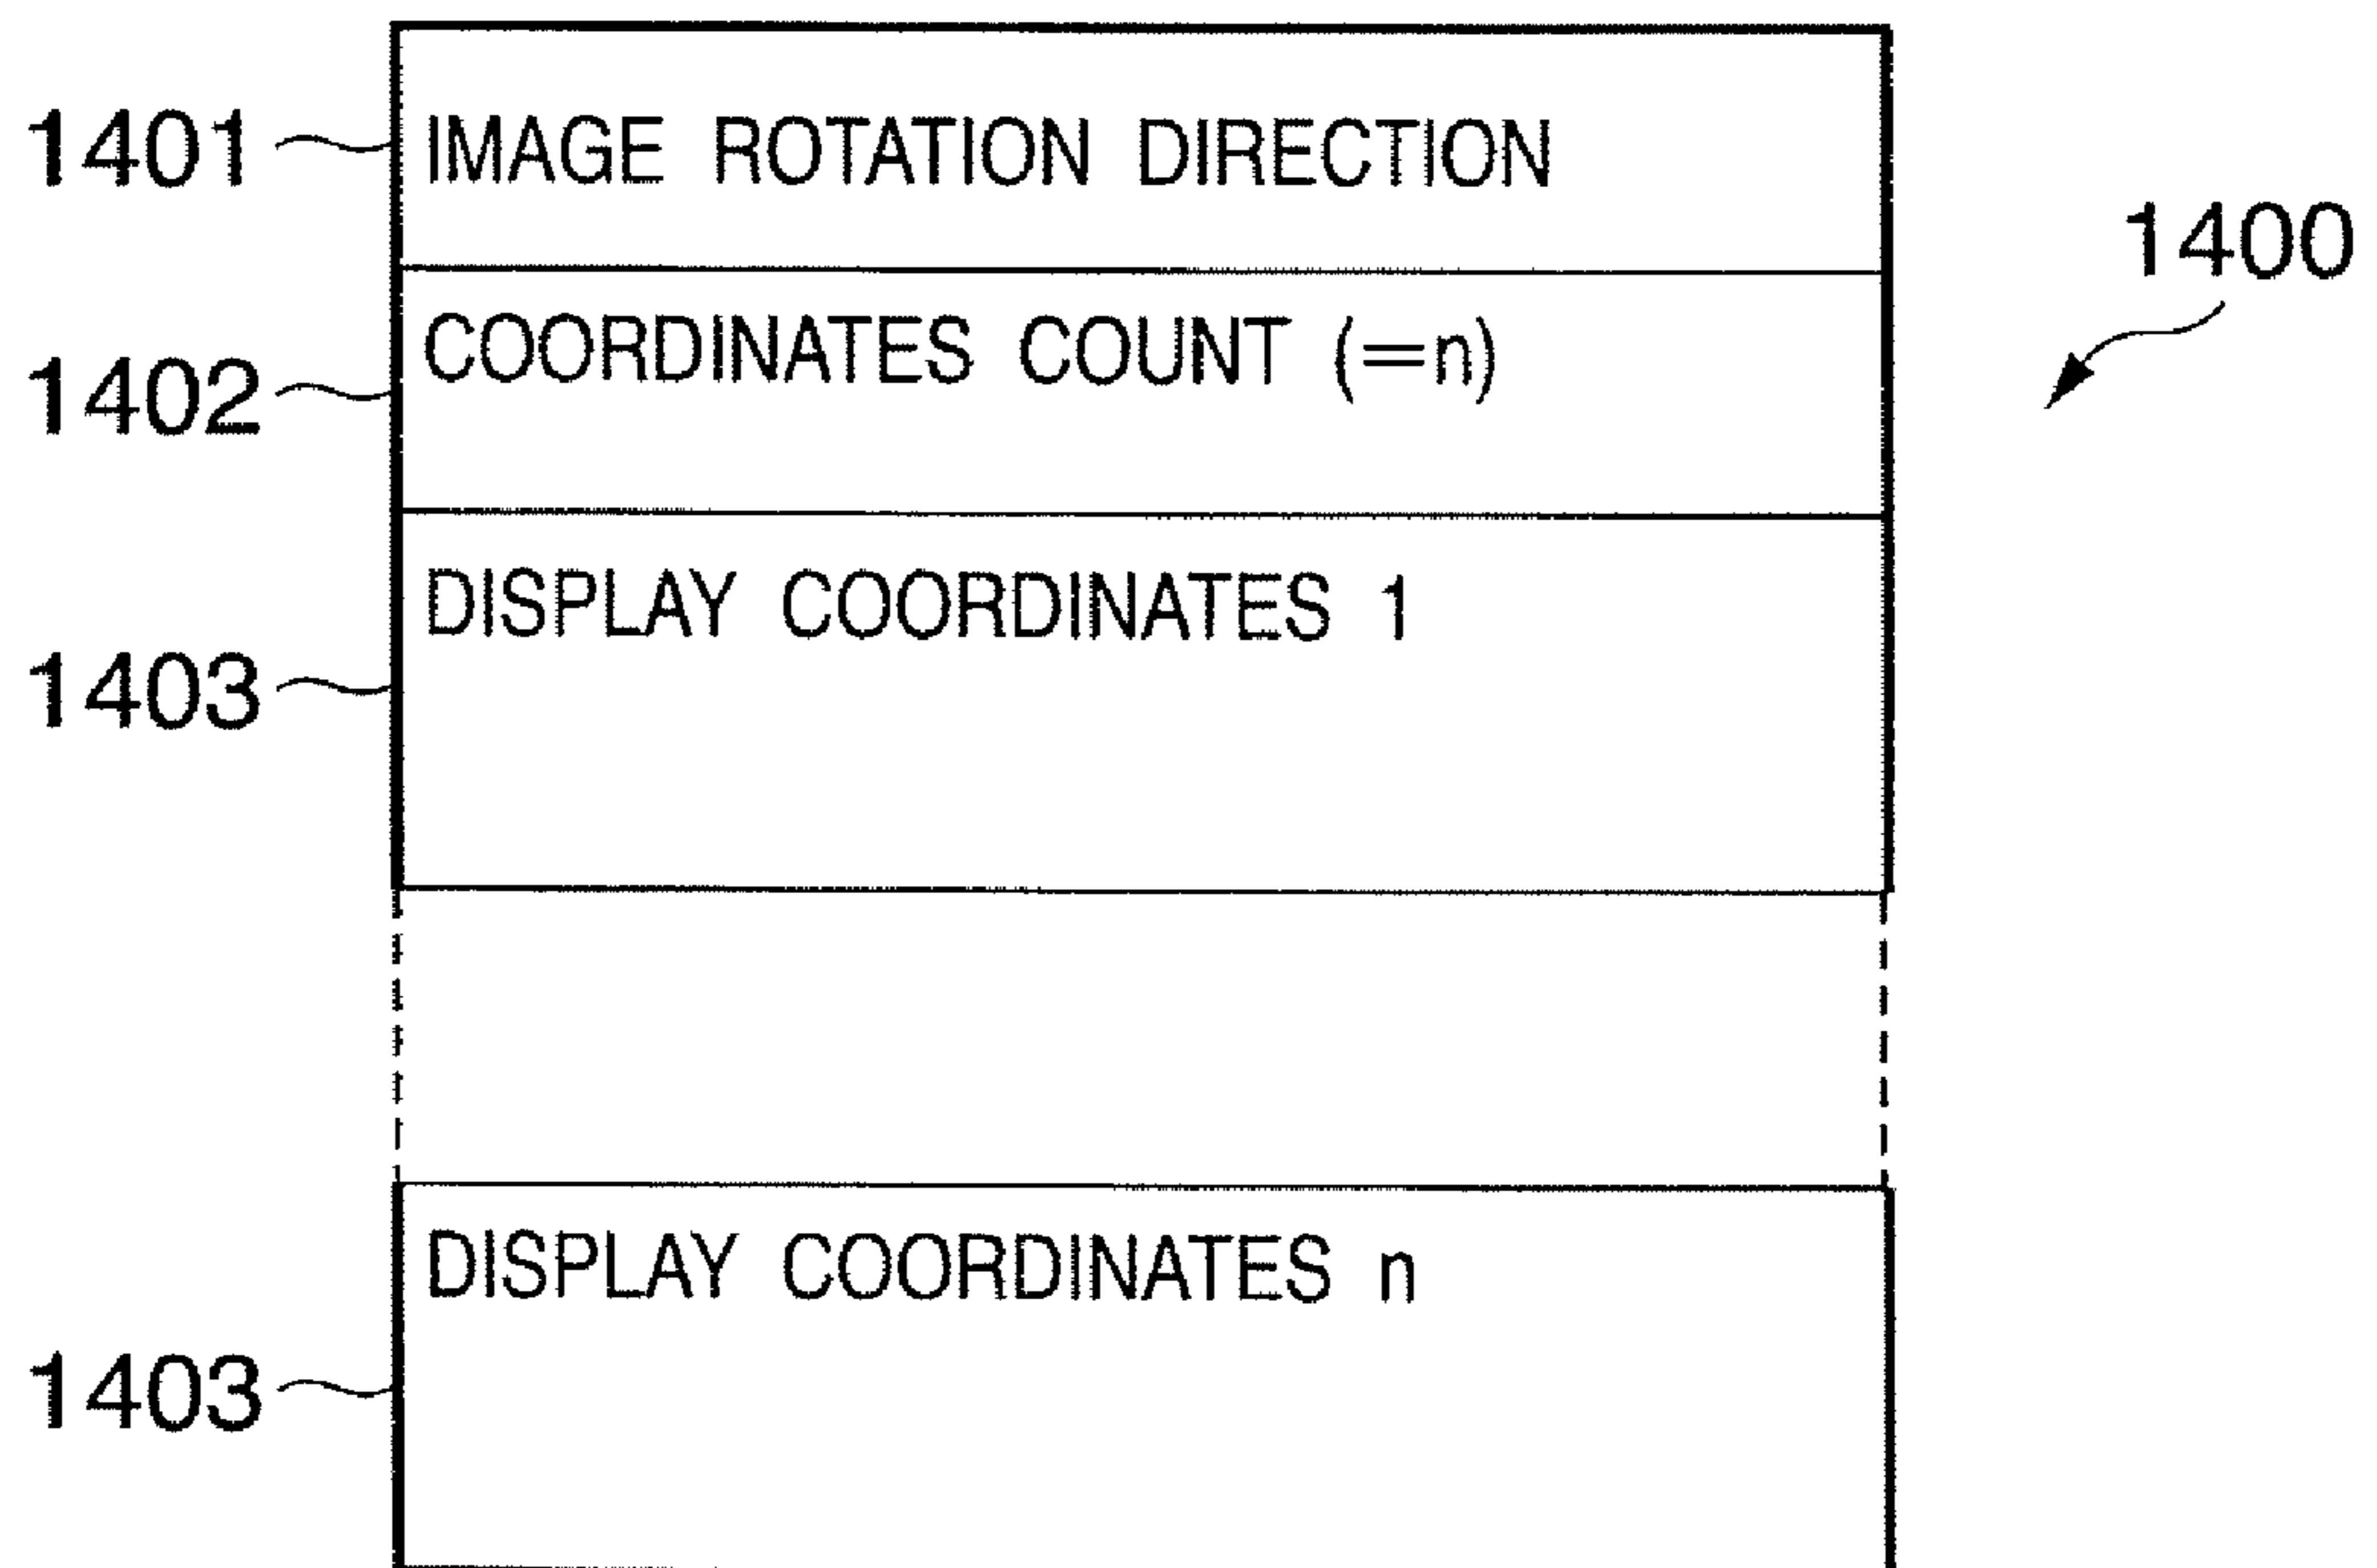 1401 IMAGE ROTATION DIRECTION
1400
1402 COORDINATES COUNT (=n)
1403 DISPLAY COORDINATES 1
1403 DISPLAY COORDINATES n